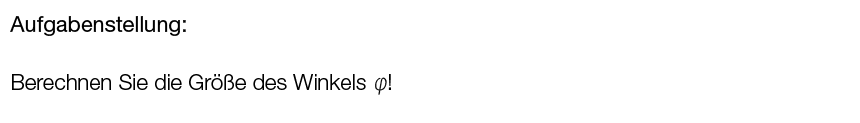 Aufgabenstellung:
Berechnen Sie die Größe des Winkels φ!